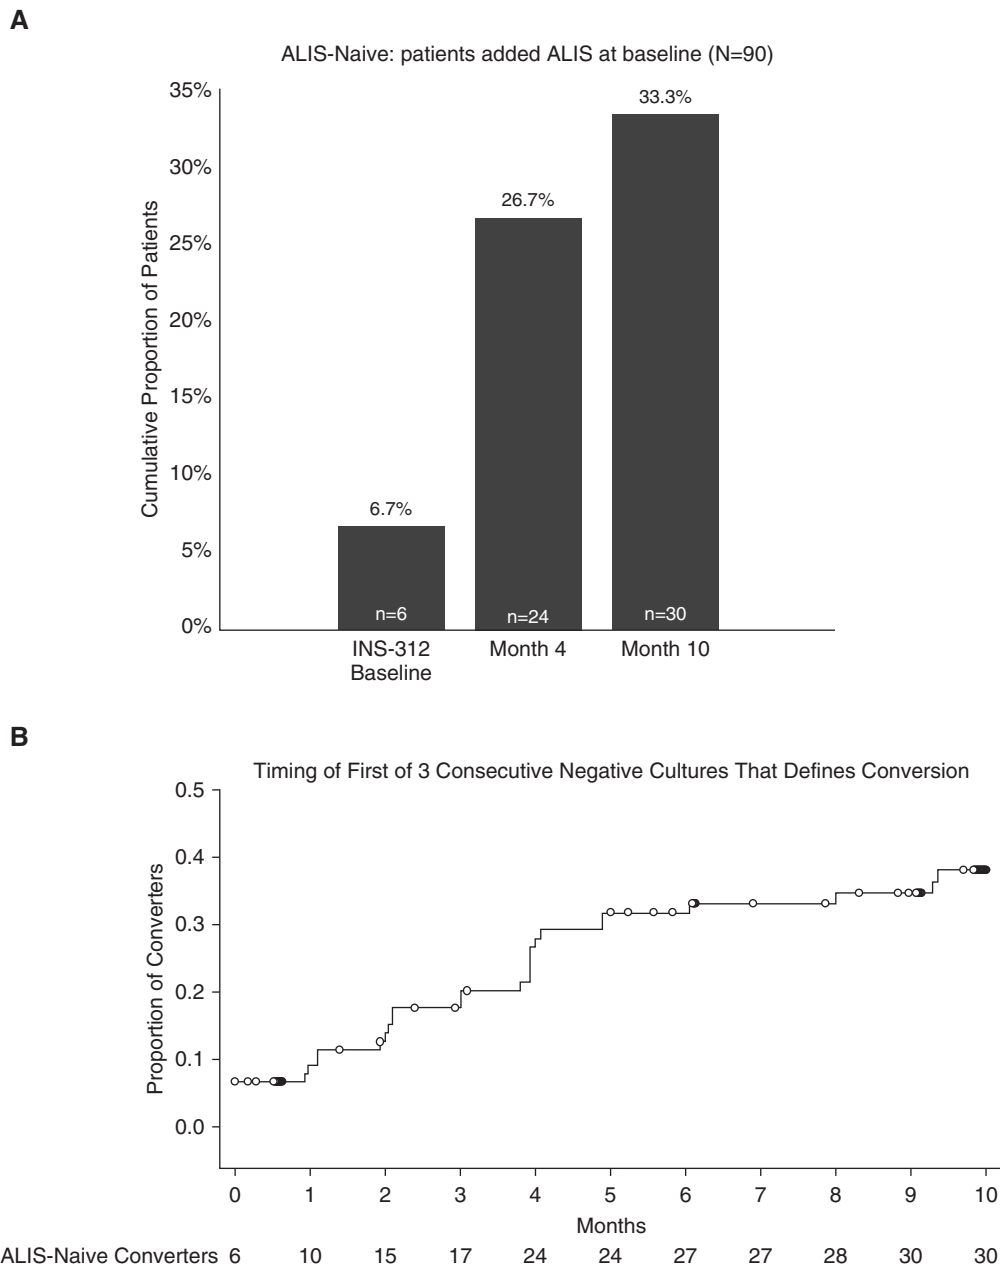 A
ALIS-Naive: patients added ALIS at baseline (N=90)
Cumulative Proportion of Patients
35%
30%
25%
20%
15%
10%
5%
0%
6.7%
26.7%
33.3%
n=6
n=24
n=30
INS-312
Baseline
Month 4
Month 10
B
Timing of First of 3 Consecutive Negative Cultures That Defines Conversion
Proportion of Converters
0.5
0.4
0.3
0.2
0.1
0.0
0 1 2 3 4 5 6 7 8 9 10
Months
ALIS-Naive Converters 6 10 15 17 24 24 27 27 28 30 30